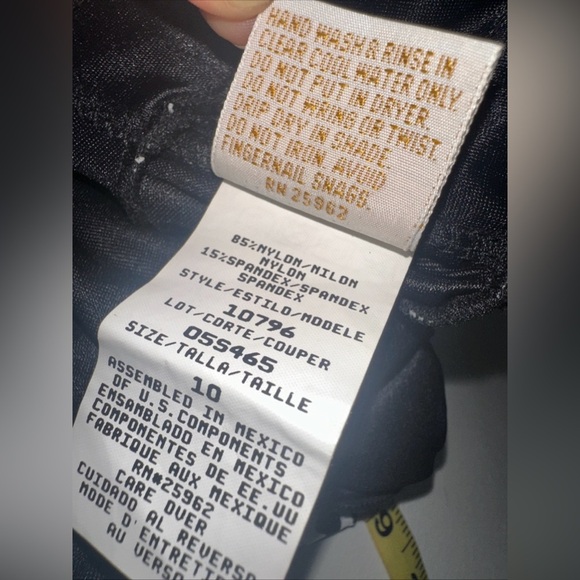 HAND WASH & RINSE IN
CLEAR COOL WATER ONLY.
DO NOT PUT IN DRYER.
DO NOT WRING OR TWIST.
DRIP DRY IN SHADE.
DO NOT IRON. AVOID
FINGERNAIL SNAGS.
RN 25962
85%NYLON/NILON
NYLON
15%SPANDEX/SPANDEX
SPANDEX
STYLE/ESTILO/MODELE
10796
LOT/CORTE/COUPER
OSS465
SIZE/TALLA/TAILLE
10
ASSEMBLED IN MEXICO
OF U.S. COMPONENTS
ENSAMBLADO EN MEXICO
COMPONENTES DE EE.UU
FABRIQUE AUX MEXIQUE
RN#25962
CARE OVER
CUIDADO AL REVERSO
MODE D'ENTRETIE
AU VERSO
9